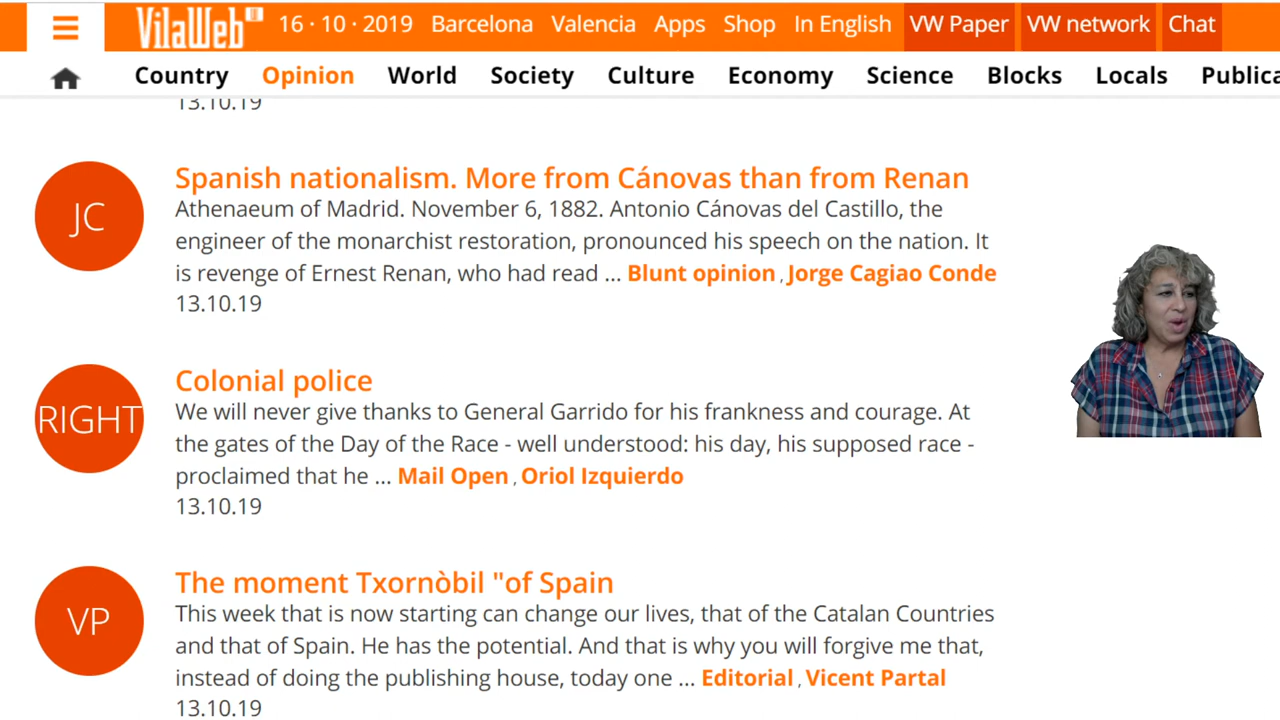 VilaWeb 16 · 10 · 2019 Barcelona Valencia Apps Shop In English VW Paper VW network Chat
Country Opinion World Society Culture Economy Science Blocks Locals Publica
13.10.19
Spanish nationalism. More from Cánovas than from Renan
JC
Athenaeum of Madrid. November 6, 1882. Antonio Cánovas del Castillo, the
engineer of the monarchist restoration, pronounced his speech on the nation. It
is revenge of Ernest Renan, who had read ... Blunt opinion , Jorge Cagiao Conde
13.10.19
Colonial police
RIGHT
We will never give thanks to General Garrido for his frankness and courage. At
the gates of the Day of the Race - well understood: his day, his supposed race -
proclaimed that he ... Mail Open , Oriol Izquierdo
13.10.19
The moment Txornòbil "of Spain
VP
This week that is now starting can change our lives, that of the Catalan Countries
and that of Spain. He has the potential. And that is why you will forgive me that,
instead of doing the publishing house, today one ... Editorial , Vicent Partal
13.10.19